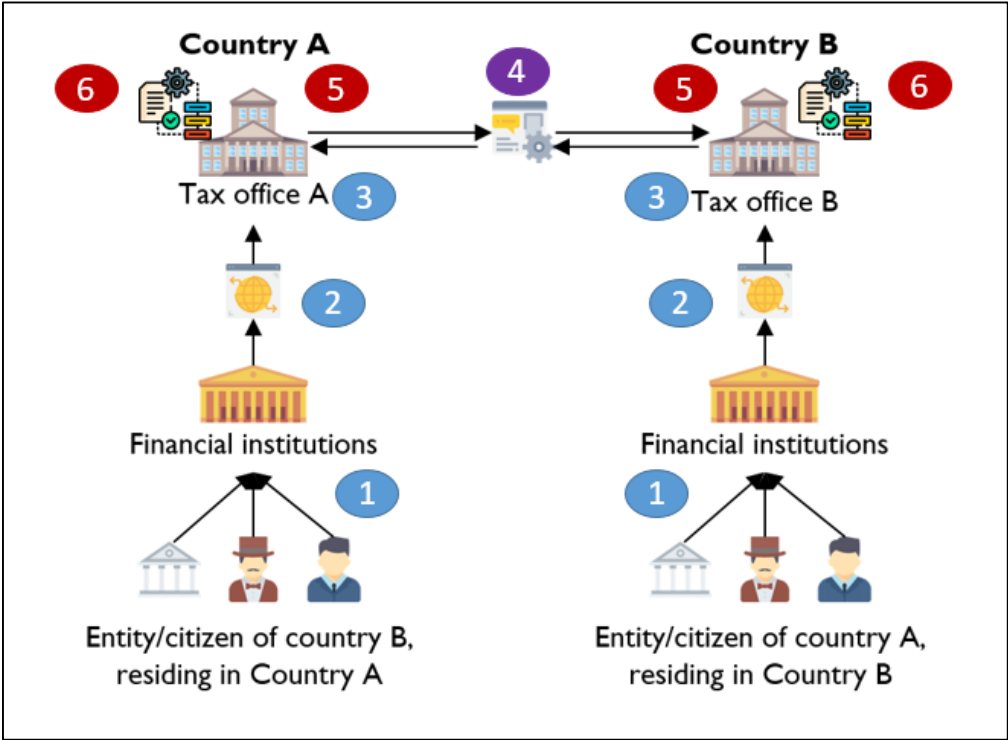 Country A
Country B
4
6
5
5
6
Tax office A
3
3
Tax office B
2
2
Financial institutions
Financial institutions
1
1
Entity/citizen of country B,
residing in Country A
Entity/citizen of country A,
residing in Country B